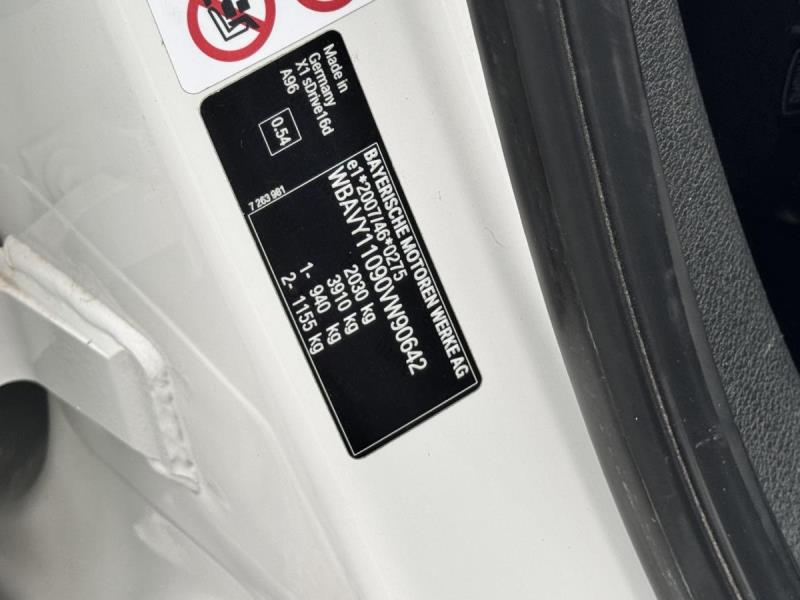 Made in
Germany
X1 sDrive16d
A96
0.54
7 263 981
BAYERISCHE MOTOREN WERKE AG
e1*2007/46*0275
WBAVY11090VW90642
2030 kg
3910 kg
1- 940 kg
2- 1155 kg